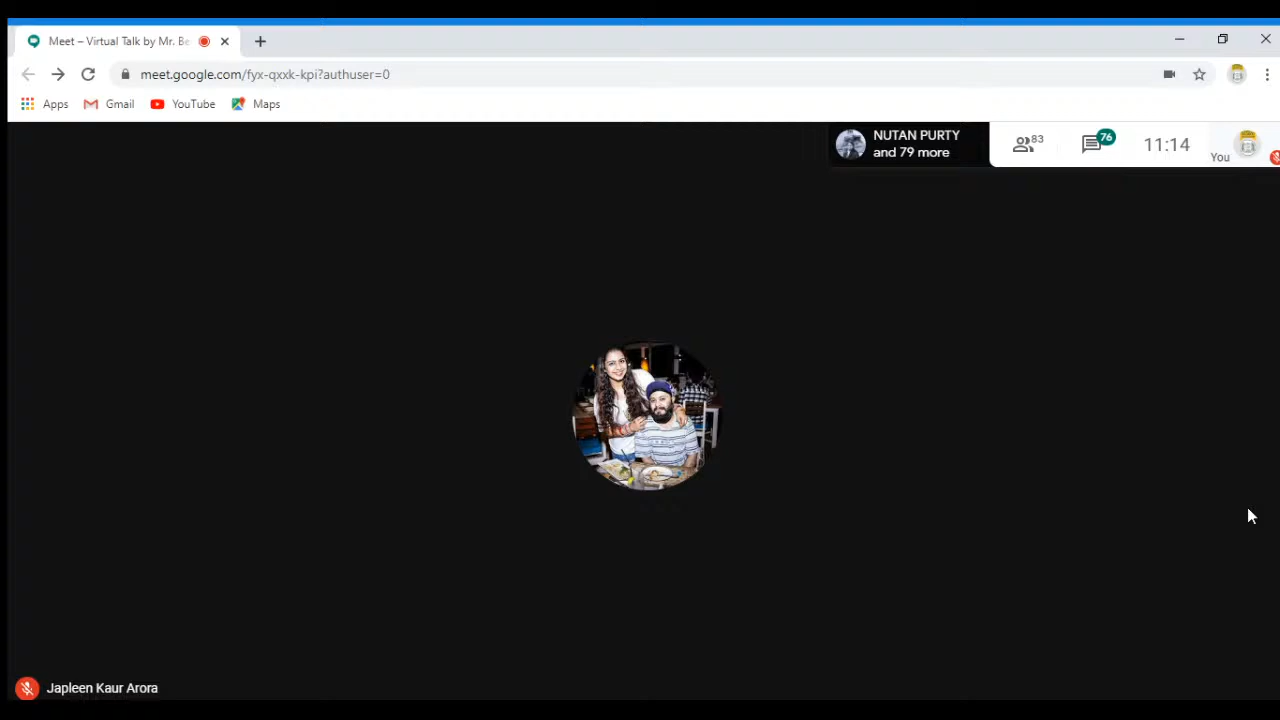 Meet – Virtual Talk by Mr. Be
meet.google.com/fyx-qxxk-kpi?authuser=0
Apps Gmail YouTube Maps
NUTAN PURTY
and 79 more
83
76
11:14
You
Japleen Kaur Arora